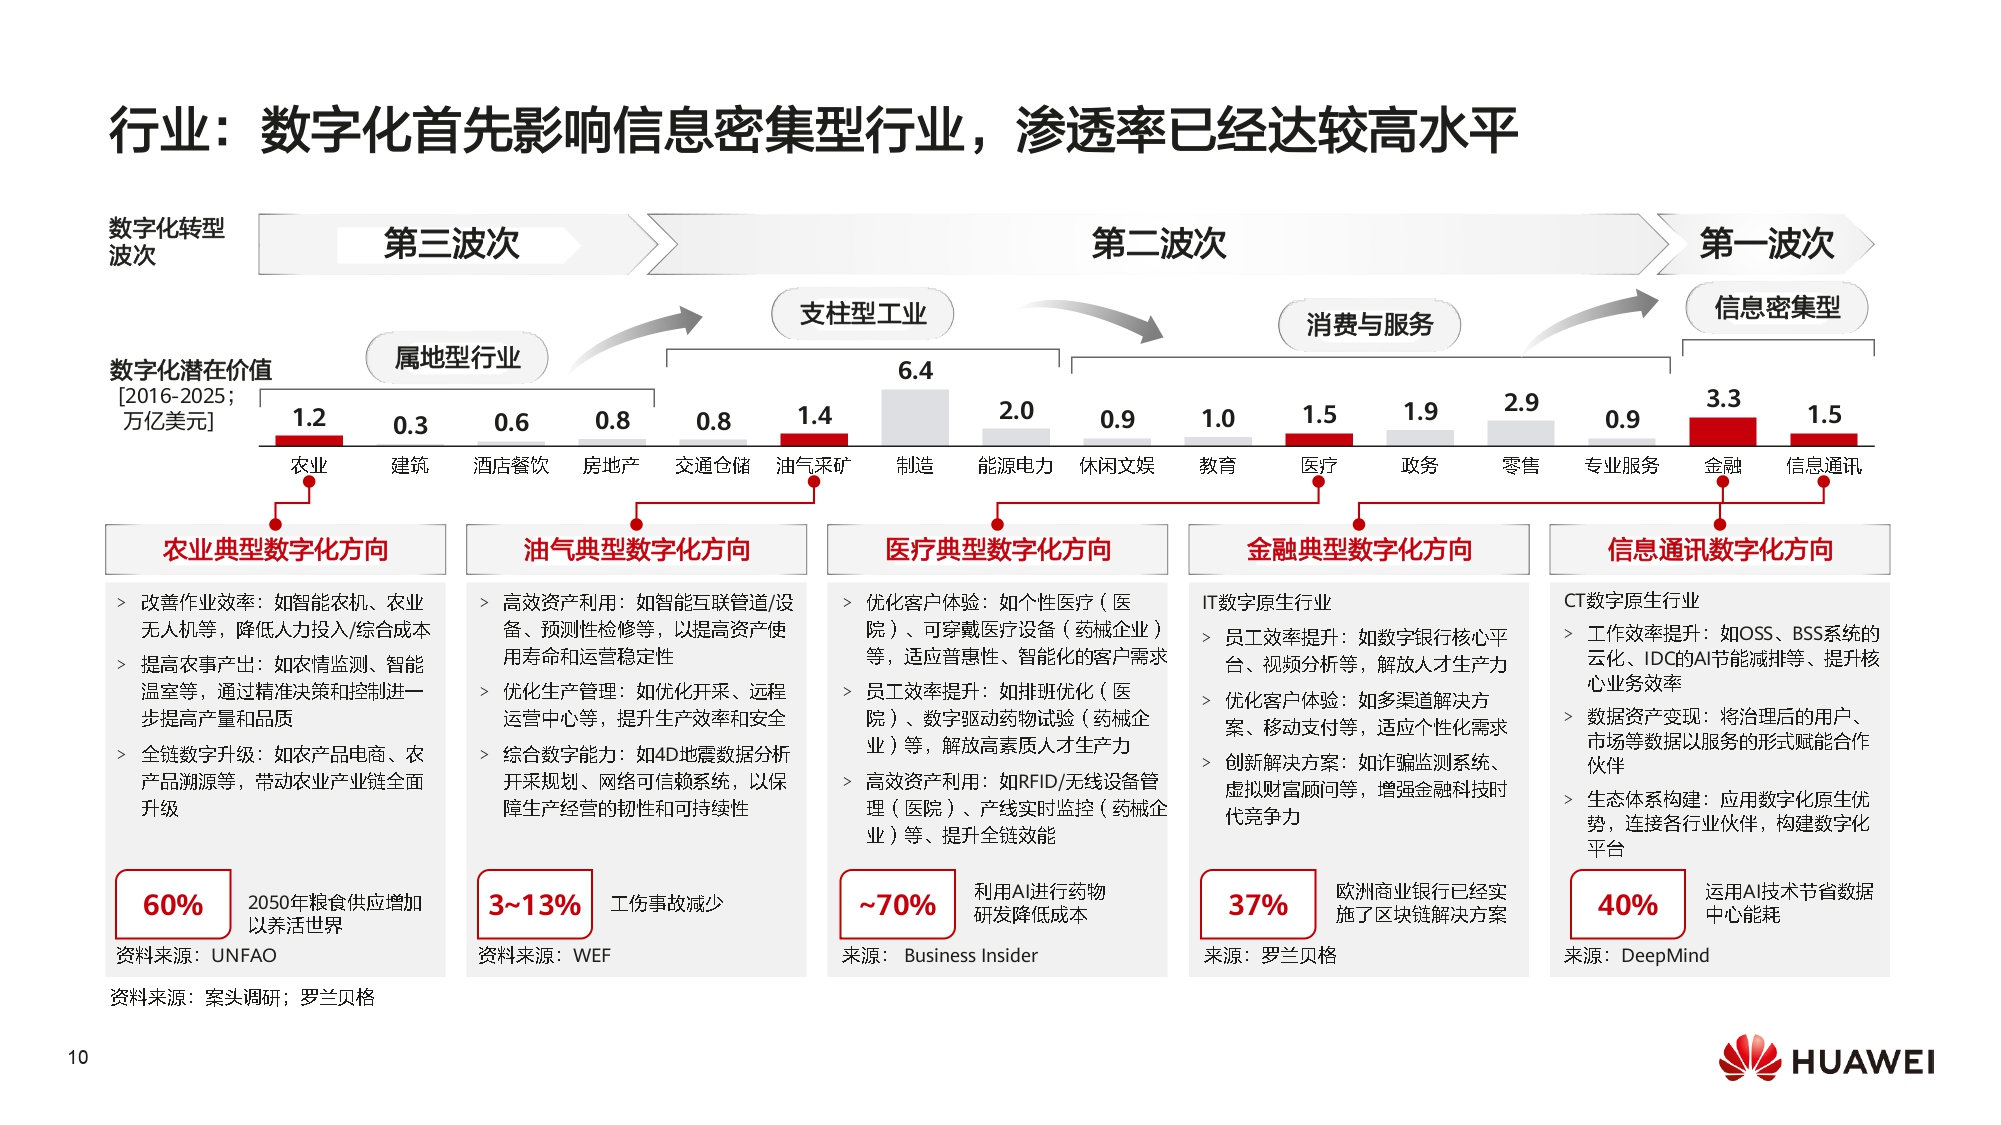 行业：数字化首先影响信息密集型行业，渗透率已经达较高水平
数字化转型
波次
第三波次
第二波次
第一波次
属地型行业
支柱型工业
消费与服务
信息密集型
数字化潜在价值
[2016-2025；
万亿美元]
1.2
0.3
0.6
0.8
0.8
1.4
6.4
2.0
0.9
1.0
1.5
1.9
2.9
0.9
3.3
1.5
农业
建筑
酒店餐饮
房地产
交通仓储
油气采矿
制造
能源电力
休闲文娱
教育
医疗
政务
零售
专业服务
金融
信息通讯
农业典型数字化方向
> 改善作业效率：如智能农机、农业
无人机等，降低人力投入/综合成本
> 提高农事产出：如农情监测、智能
温室等，通过精准决策和控制进一
步提高产量和品质
> 全链数字升级：如农产品电商、农
产品溯源等，带动农业产业链全面
升级
60%
2050年粮食供应增加
以养活世界
资料来源：UNFAO
油气典型数字化方向
> 高效资产利用：如智能互联管道/设
备、预测性检修等，以提高资产使
用寿命和运营稳定性
> 优化生产管理：如优化开采、远程
运营中心等，提升生产效率和安全
> 综合数字能力：如4D地震数据分析
开采规划、网络可信赖系统，以保
障生产经营的韧性和可持续性
3~13%
工伤事故减少
资料来源：WEF
医疗典型数字化方向
> 优化客户体验：如个性医疗（医
院）、可穿戴医疗设备（药械企业）
等，适应普惠性、智能化的客户需求
> 员工效率提升：如排班优化（医
院）、数字驱动药物试验（药械企
业）等，解放高素质人才生产力
> 高效资产利用：如RFID/无线设备管
理（医院）、产线实时监控（药械企
业）等、提升全链效能
~70%
利用AI进行药物
研发降低成本
来源： Business Insider
金融典型数字化方向
IT数字原生行业
> 员工效率提升：如数字银行核心平
台、视频分析等，解放人才生产力
> 优化客户体验：如多渠道解决方
案、移动支付等，适应个性化需求
> 创新解决方案：如诈骗监测系统、
虚拟财富顾问等，增强金融科技时
代竞争力
37%
欧洲商业银行已经实
施了区块链解决方案
来源：罗兰贝格
信息通讯数字化方向
CT数字原生行业
> 工作效率提升：如OSS、BSS系统的
云化、IDC的AI节能减排等、提升核
心业务效率
> 数据资产变现：将治理后的用户、
市场等数据以服务的形式赋能合作
伙伴
> 生态体系构建：应用数字化原生优
势，连接各行业伙伴，构建数字化
平台
40%
运用AI技术节省数据
中心能耗
来源：DeepMind
资料来源：案头调研；罗兰贝格
10
HUAWEI